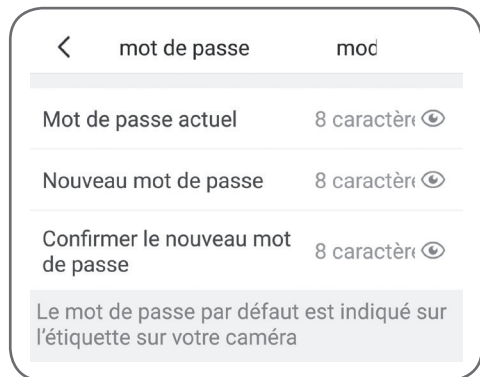 mot de passe mod
Mot de passe actuel 8 caractère
Nouveau mot de passe 8 caractère
Confirmer le nouveau mot
de passe 8 caractère
Le mot de passe par défaut est indiqué sur
l'étiquette sur votre caméra